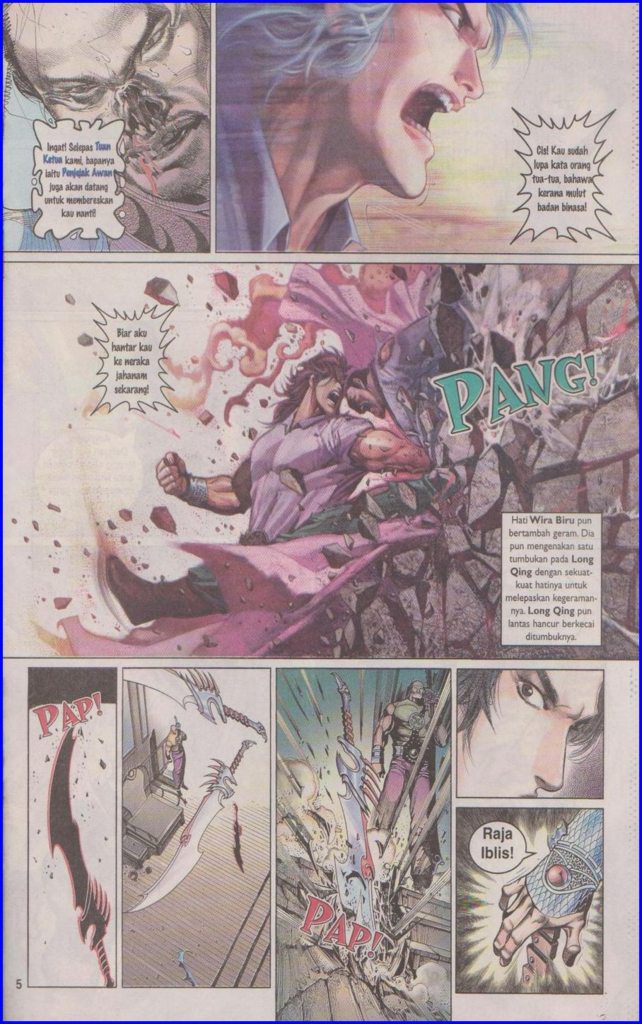 Ingat! Selepas Tuan
Ketua kami, bapanya
iaitu Penjejak Awan
juga akan datang
untuk membereskan
kau nanti!
Cis! Kau sudah
lupa kata orang
tua-tua, bahawa
kerana mulut
badan binasa!
Biar aku
hantar kau
ke neraka
jahanam
sekarang!
PANG!
Hati Wira Biru pun
bertambah geram. Dia
pun mengenakan satu
tumbukan pada Long
Qing dengan sekuat-
kuat hatinya untuk
melepaskan kegeraman-
nya. Long Qing pun
lantas hancur berkecai
ditumbuknya.
PAP!
PAP!
Raja
Iblis!
5